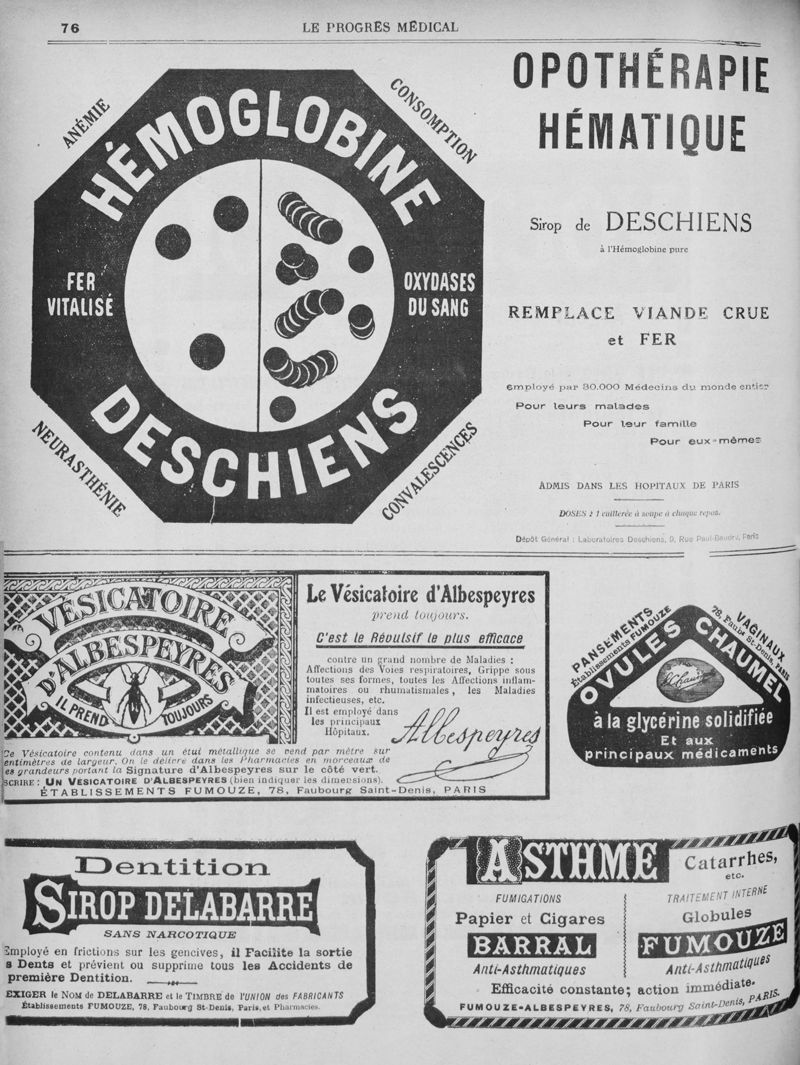 76
LE PROGRÈS MÉDICAL
ANÉMIE
CONSOMPTION
HÉMOGLOBINE
FER
VITALISÉ
OXYDASES
DU SANG
DESCHIENS
NEURASTHÉNIE
CONVALESCENCES
OPOTHÉRAPIE
HÉMATIQUE
Sirop de DESCHIENS
à l'Hémoglobine pure
REMPLACE VIANDE CRUE
et FER
Employé par 30.000 Médecins du monde entier
Pour leurs malades
Pour leur famille
Pour eux-mêmes
ADMIS DANS LES HOPITAUX DE PARIS
DOSES : 1 cuillerée à soupe à chaque repas.
Dépôt Général : Laboratoires Deschiens, 9, Rue Paul-Baudry, Paris
VÉSICATOIRE
D'ALBESPEYRES
IL PREND TOUJOURS
Le Vésicatoire d'Albespeyres
prend toujours.
C'est le Révulsif le plus efficace
contre un grand nombre de Maladies :
Affections des Voies respiratoires, Grippe sous
toutes ses formes, toutes les Affections inflam-
matoires ou rhumatismales, les Maladies
infectieuses, etc.
Il est employé dans
les principaux
Hôpitaux.
Albespeyres
Ce Vésicatoire contenu dans un étui métallique se vend par mètre sur
entimètres de largeur. On le délivre dans les Pharmacies en morceaux de
es grandeurs portant la Signature d'Albespeyres sur le côté vert.
SCRIRE : UN VÉSICATOIRE D'ALBESPEYRES (bien indiquer les dimensions).
ÉTABLISSEMENTS FUMOUZE, 78, Faubourg Saint-Denis, PARIS
PANSEMENTS VAGINAUX
Établissements FUMOUZE 78, Faubg St-Denis, PARIS
OVULES CHAUMEL
à la glycérine solidifiée
Et aux
principaux médicaments
Dentition
SIROP DELABARRE
SANS NARCOTIQUE
Employé en frictions sur les gencives, il Facilite la sortie
s Dents et prévient ou supprime tous les Accidents de
première Dentition.
EXIGER le NOM de DELABARRE et le TIMBRE de l'UNION des FABRICANTS
Établissements FUMOUZE, 78, Faubourg St-Denis, Paris, et Pharmacies.
ASTHME
Catarrhes,
etc.
FUMIGATIONS
Papier et Cigares
BARRAL
Anti-Asthmatiques
TRAITEMENT INTERNE
Globules
FUMOUZE
Anti-Asthmatiques
Efficacité constante; action immédiate.
FUMOUZE-ALBESPEYRES, 78, Faubourg Saint-Denis, PARIS.